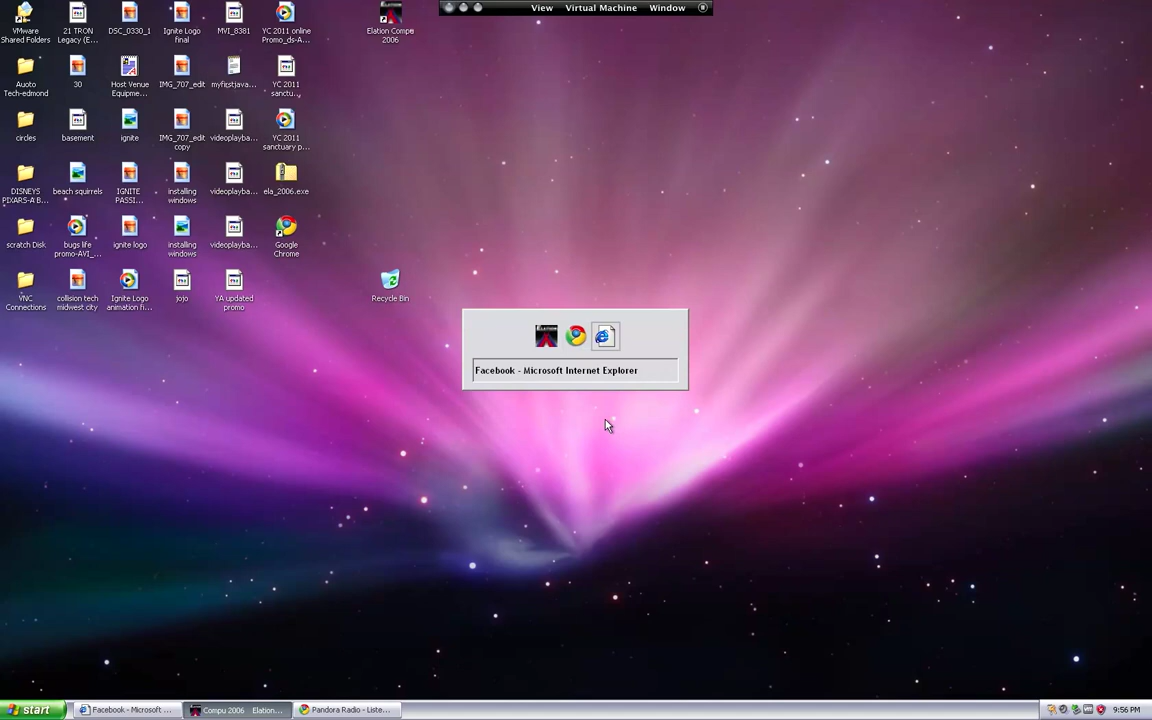 View Virtual Machine Window
VMware
Shared Folders
21 TRON
Legacy (E...
DSC_0330_1
Ignite Logo
final
MVI_8381
YC 2011 online
Promo_ds-A...
Elation Compu
2006
Auoto
Tech-edmond
30
Host Venue
Equipme...
IMG_707_edit
myfirstjava...
YC 2011
sanctu...
circles
basement
ignite
IMG_707_edit
copy
videoplayba...
YC 2011
sanctuary p...
DISNEYS
PIXARS-A B...
beach squirrels
IGNITE
PASSI...
installing
windows
videoplayba...
ela_2006.exe
scratch Disk
bugs life
promo-AVI_...
ignite logo
installing
windows
videoplayba...
Google
Chrome
VNC
Connections
collision tech
midwest city
Ignite Logo
animation fi...
jojo
YA updated
promo
Recycle Bin
ELATION
Facebook - Microsoft Internet Explorer
start
Facebook - Microsoft ...
Compu 2006 Elation...
Pandora Radio - Liste...
9:56 PM